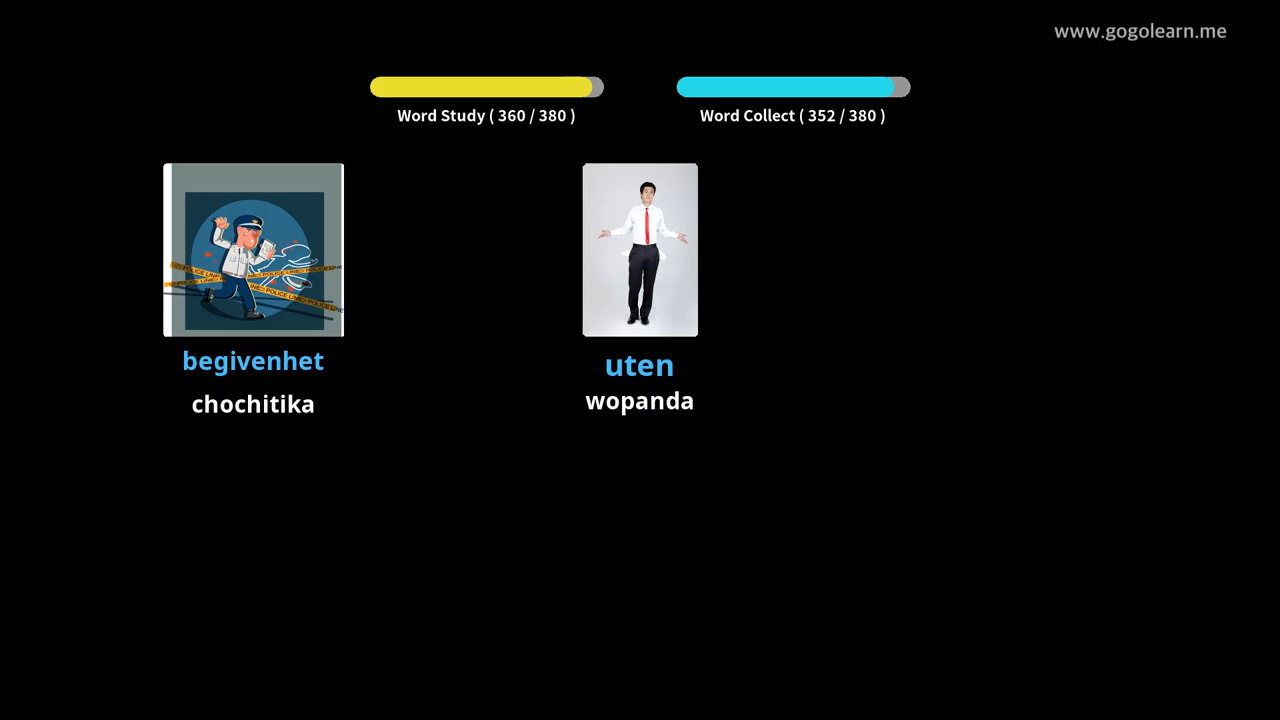 www.gogolearn.me
Word Study ( 360 / 380 )
Word Collect ( 352 / 380 )
begivenhet
chochitika
uten
wopanda